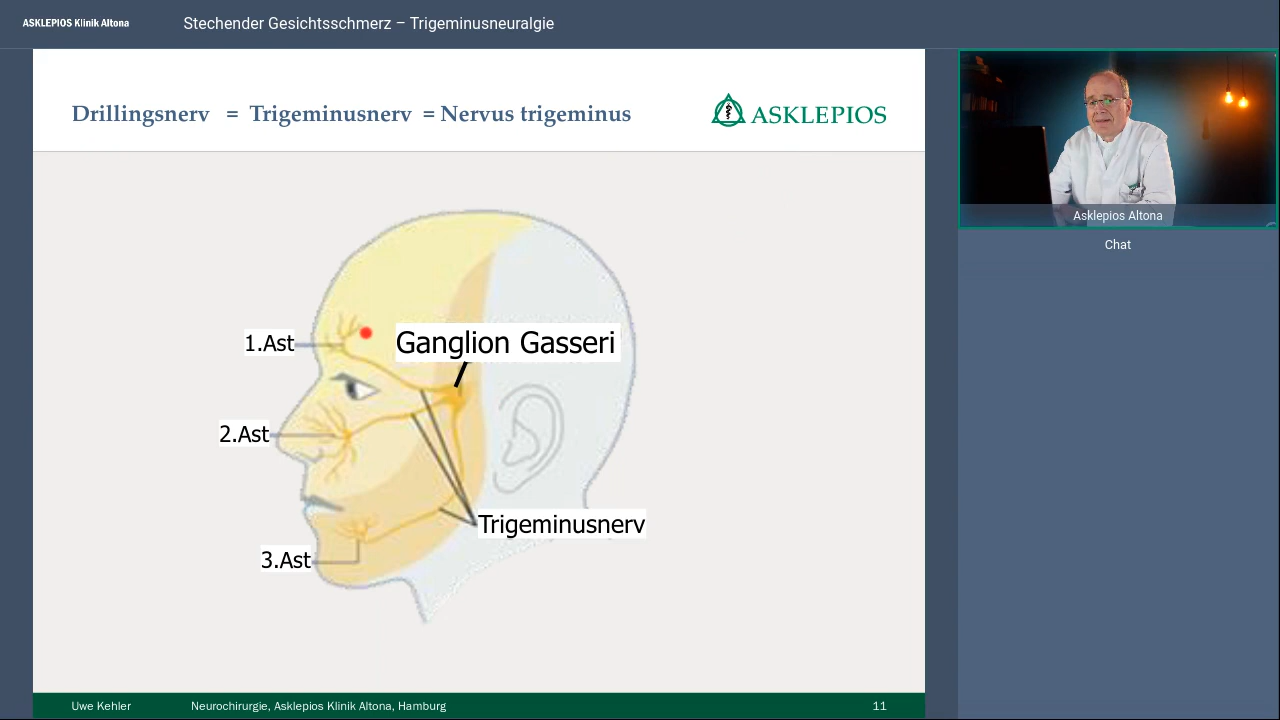 ASKLEPIOS Klinik Altona
Stechender Gesichtsschmerz – Trigeminusneuralgie
Drillingsnerv = Trigeminusnerv = Nervus trigeminus
ASKLEPIOS
1.Ast
Ganglion Gasseri
2.Ast
Trigeminusnerv
3.Ast
Uwe Kehler
Neurochirurgie, Asklepios Klinik Altona, Hamburg
11
Asklepios Altona
Chat